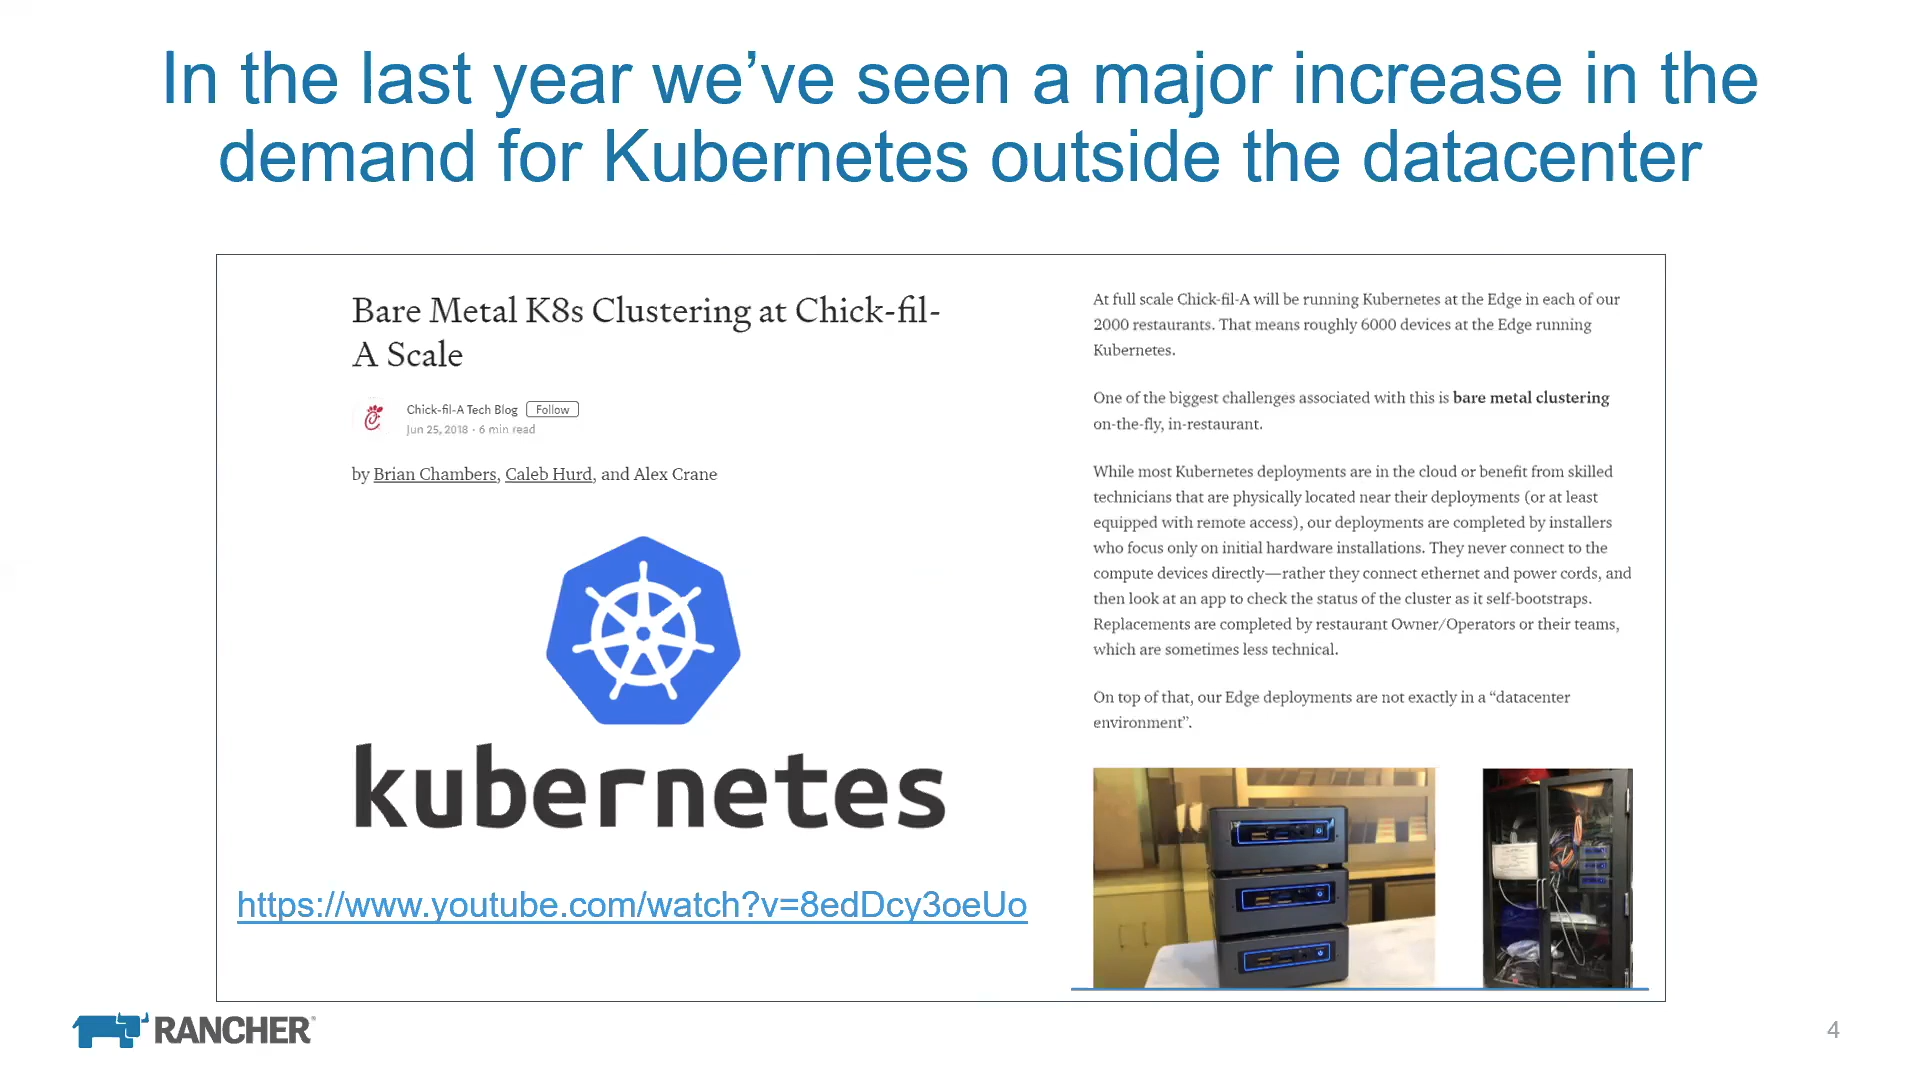 In the last year we’ve seen a major increase in the
demand for Kubernetes outside the datacenter
Bare Metal K8s Clustering at Chick-fil-
A Scale
Chick-fil-A Tech Blog Follow
Jun 25, 2018 · 6 min read
by Brian Chambers, Caleb Hurd, and Alex Crane
kubernetes
https://www.youtube.com/watch?v=8edDcy3oeUo
At full scale Chick-fil-A will be running Kubernetes at the Edge in each of our
2000 restaurants. That means roughly 6000 devices at the Edge running
Kubernetes.
One of the biggest challenges associated with this is bare metal clustering
on-the-fly, in-restaurant.
While most Kubernetes deployments are in the cloud or benefit from skilled
technicians that are physically located near their deployments (or at least
equipped with remote access), our deployments are completed by installers
who focus only on initial hardware installations. They never connect to the
compute devices directly—rather they connect ethernet and power cords, and
then look at an app to check the status of the cluster as it self-bootstraps.
Replacements are completed by restaurant Owner/Operators or their teams,
which are sometimes less technical.
On top of that, our Edge deployments are not exactly in a “datacenter
environment”.
RANCHER®
4